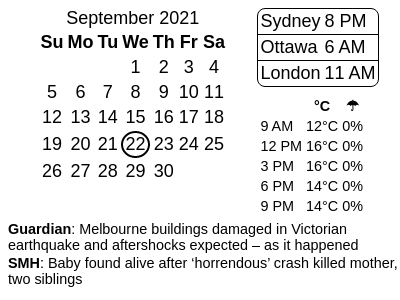 September 2021
Su Mo Tu We Th Fr Sa
1 2 3 4
5 6 7 8 9 10 11
12 13 14 15 16 17 18
19 20 21 22 23 24 25
26 27 28 29 30
Sydney 8 PM
Ottawa 6 AM
London 11 AM
°C ☂
9 AM 12°C 0%
12 PM 16°C 0%
3 PM 16°C 0%
6 PM 14°C 0%
9 PM 14°C 0%
Guardian: Melbourne buildings damaged in Victorian
earthquake and aftershocks expected – as it happened
SMH: Baby found alive after ‘horrendous’ crash killed mother,
two siblings